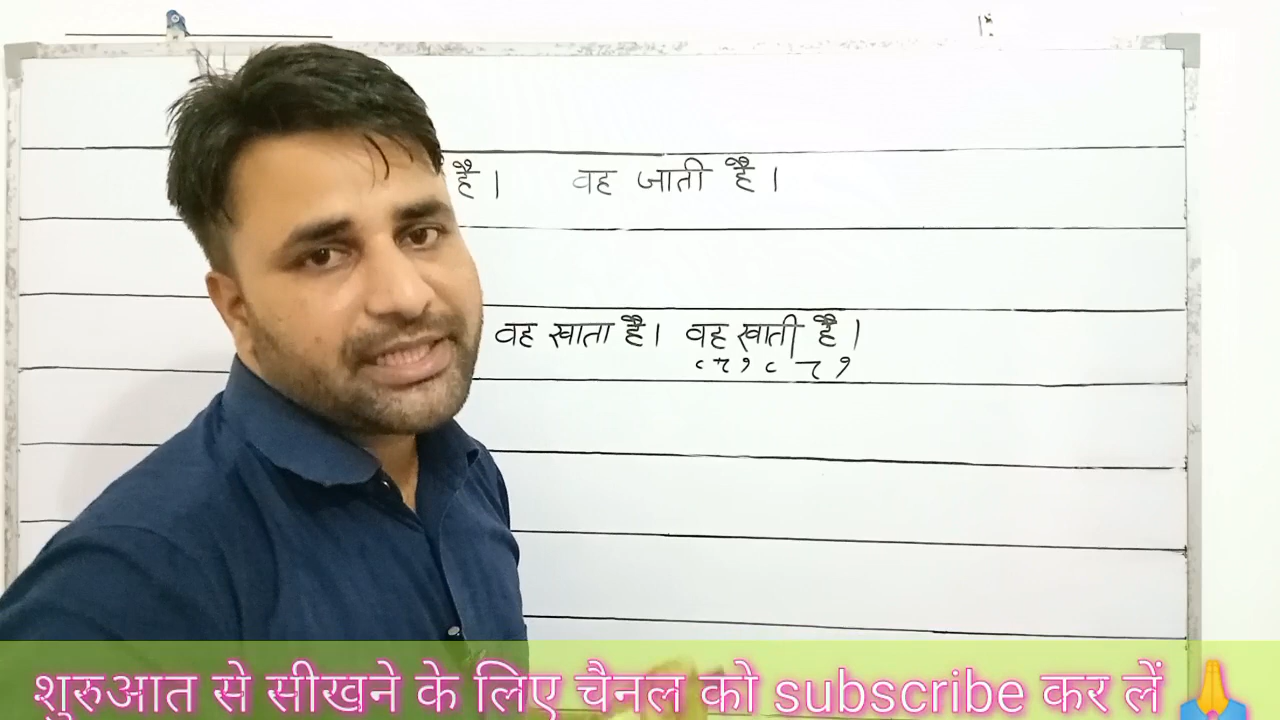 है। वह जाती है।
वह खाता है। वह खाती है।
शुरुआत से सीखने के लिए चैनल को subscribe कर लें 🙏